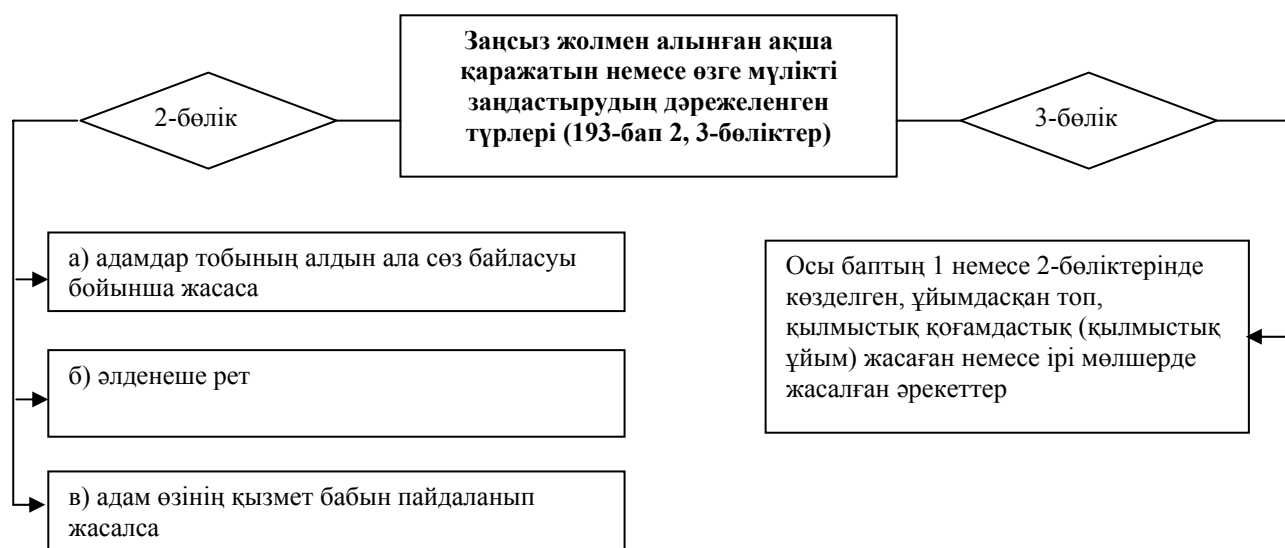 Заңсыз жолмен алынған ақша
қаражатын немесе өзге мүлікті
заңдастырудың дәрежеленген
түрлері (193-бап 2, 3-бөліктер)
2-бөлік
3-бөлік
а) адамдар тобының алдын ала сөз байласуы
бойынша жасаса
б) әлденеше рет
в) адам өзінің қызмет бабын пайдаланып
жасалса
Осы баптың 1 немесе 2-бөліктерінде
көзделген, ұйымдасқан топ,
қылмыстық қоғамдастық (қылмыстық
ұйым) жасаған немесе ірі мөлшерде
жасалған әрекеттер